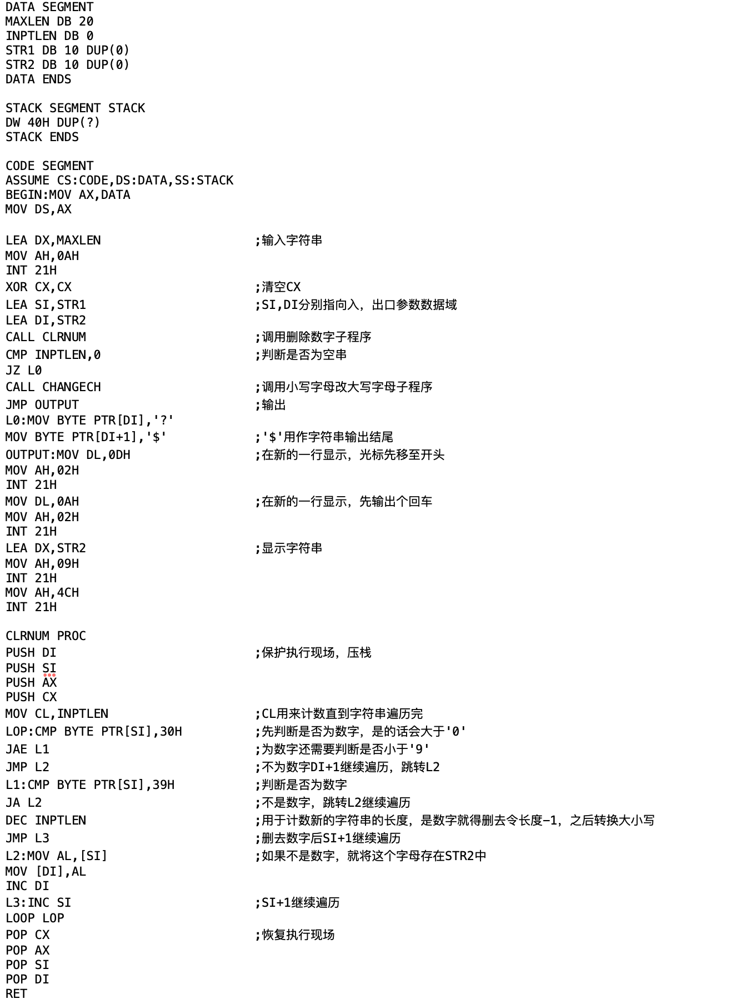 DATA SEGMENT
MAXLEN DB 20
INPTLEN DB 0
STR1 DB 10 DUP(0)
STR2 DB 10 DUP(0)
DATA ENDS
STACK SEGMENT STACK
DW 40H DUP(?)
STACK ENDS
CODE SEGMENT
ASSUME CS:CODE,DS:DATA,SS:STACK
BEGIN:MOV AX,DATA
MOV DS,AX
LEA DX,MAXLEN ;输入字符串
MOV AH,0AH
INT 21H
XOR CX,CX ;清空CX
LEA SI,STR1 ;SI,DI分别指向入，出口参数数据域
LEA DI,STR2
CALL CLRNUM ;调用删除数字子程序
CMP INPTLEN,0 ;判断是否为空串
JZ L0
CALL CHANGECH ;调用小写字母改大写字母子程序
JMP OUTPUT ;输出
L0:MOV BYTE PTR[DI],'?'
MOV BYTE PTR[DI+1],'$' ;'$'用作字符串输出结尾
OUTPUT:MOV DL,0DH ;在新的一行显示，光标先移至开头
MOV AH,02H
INT 21H
MOV DL,0AH ;在新的一行显示，先输出个回车
MOV AH,02H
INT 21H
LEA DX,STR2 ;显示字符串
MOV AH,09H
INT 21H
MOV AH,4CH
INT 21H
CLRNUM PROC
PUSH DI ;保护执行现场，压栈
PUSH SI
PUSH AX
PUSH CX
MOV CL,INPTLEN ;CL用来计数直到字符串遍历完
LOP:CMP BYTE PTR[SI],30H ;先判断是否为数字，是的话会大于'0'
JAE L1 ;为数字还需要判断是否小于'9'
JMP L2 ;不为数字DI+1继续遍历，跳转L2
L1:CMP BYTE PTR[SI],39H ;判断是否为数字
JA L2 ;不是数字，跳转L2继续遍历
DEC INPTLEN ;用于计数新的字符串的长度，是数字就得删去令长度-1，之后转换大小写
JMP L3 ;删去数字后SI+1继续遍历
L2:MOV AL,[SI] ;如果不是数字，就将这个字母存在STR2中
MOV [DI],AL
INC DI
L3:INC SI ;SI+1继续遍历
LOOP LOP
POP CX ;恢复执行现场
POP AX
POP SI
POP DI
RET